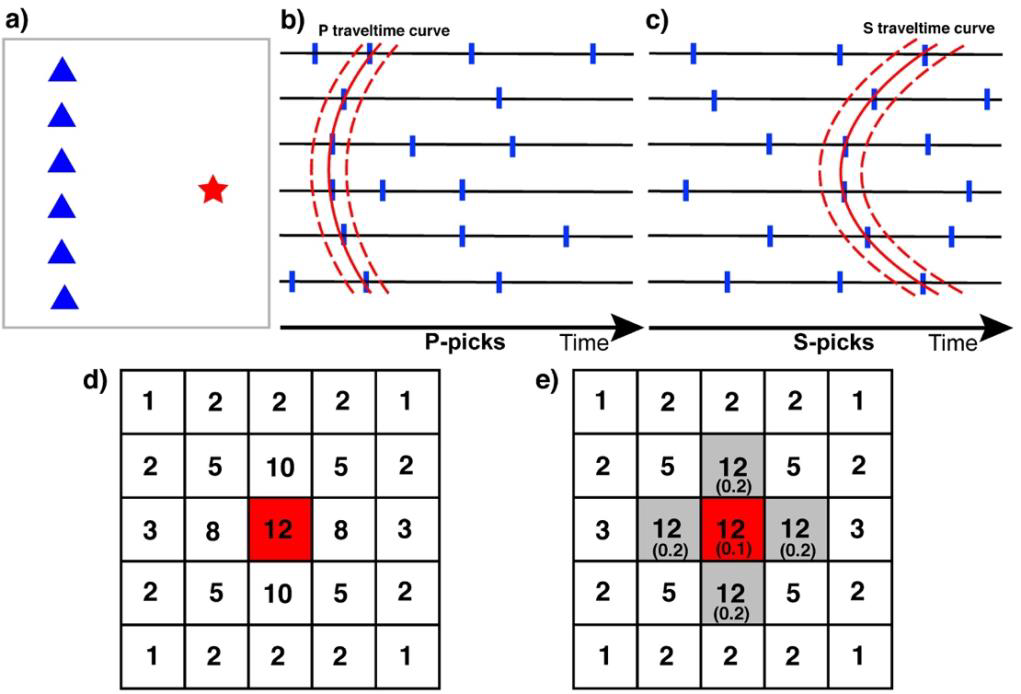 a)
b)
P traveltime curve
c)
S traveltime curve
P-picks Time
S-picks Time
d)
1 2 2 2 1
2 5 10 5 2
3 8 12 8 3
2 5 10 5 2
1 2 2 2 1
e)
1 2 2 2 1
2 5 12 5 2
(0.2)
3 12 12 12 3
(0.2) (0.1) (0.2)
2 5 12 5 2
(0.2)
1 2 2 2 1